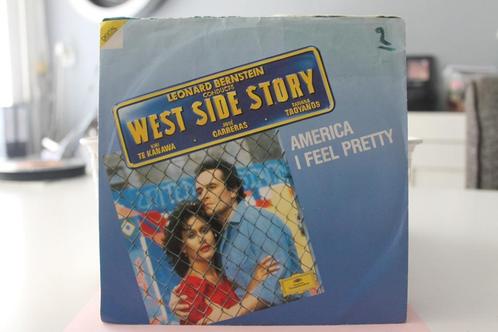 LEONARD BERNSTEIN
CONDUCTS
WEST SIDE STORY
KIRI
TE KANAWA
JOSÉ
CARRERAS
TATIANA
TROYANOS
AMERICA
I FEEL PRETTY
2